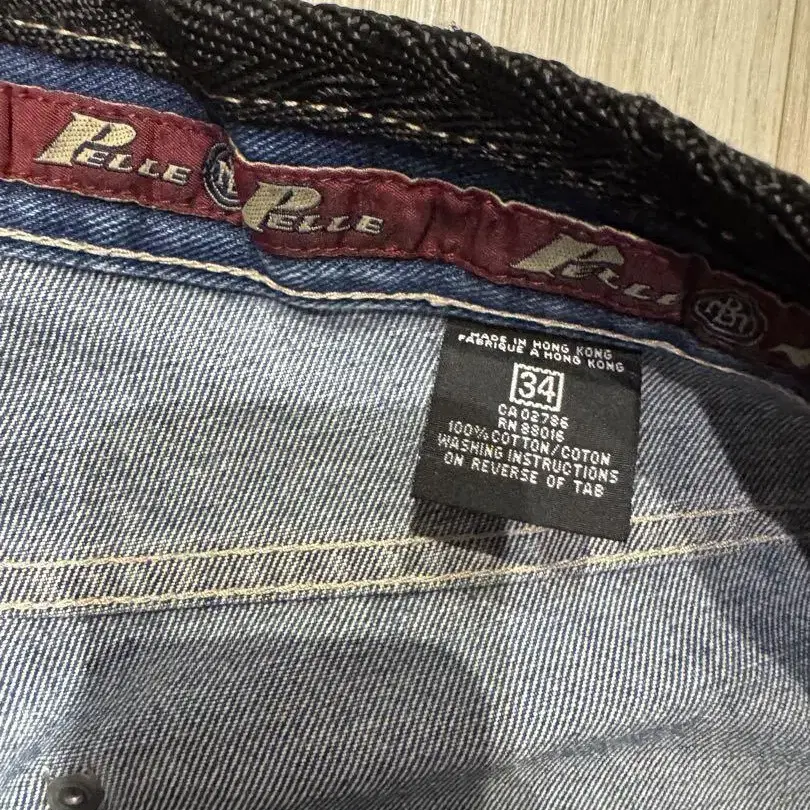 PELLE
PELLE
PELLE
MADE IN HONG KONG
FABRIQUE A HONG KONG
34
CA 02786
RN 88016
100% COTTON/COTON
WASHING INSTRUCTIONS
ON REVERSE OF TAB